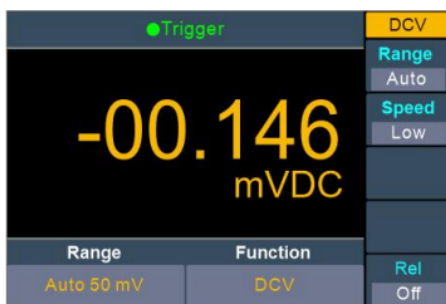 Trigger
-00.146
mVDC
Range
Function
Auto 50 mV
DCV
DCV
Range
Auto
Speed
Low
Rel
Off